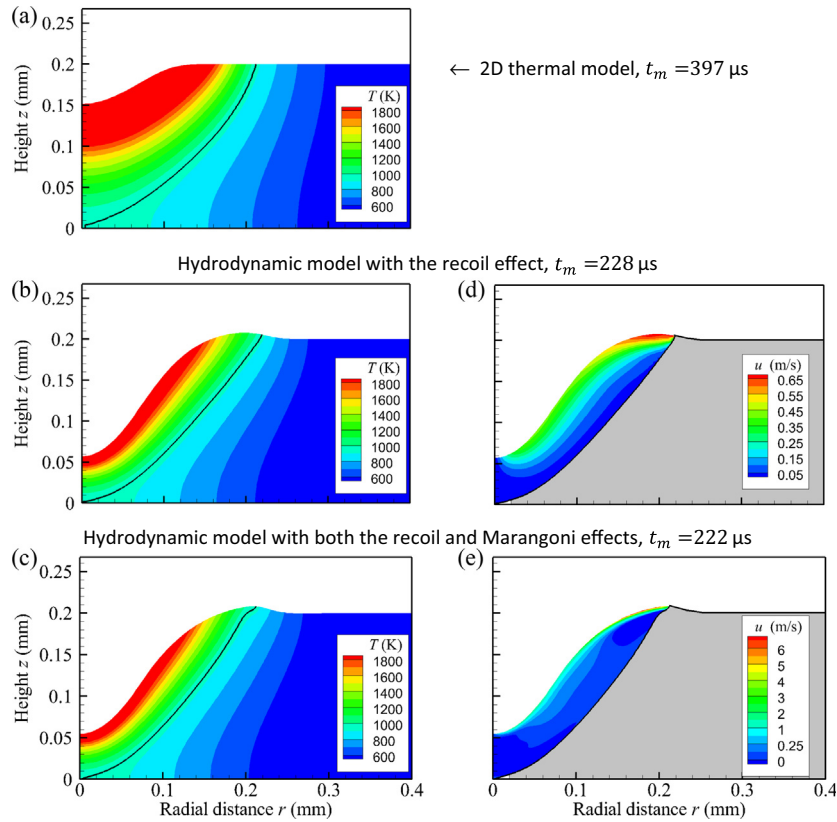 (a)
0.25
0.2
0.15
0.1
0.05
0
Height z (mm)
T (K)
1800
1600
1400
1200
1000
800
600
← 2D thermal model, t_m =397 µs
Hydrodynamic model with the recoil effect, t_m =228 µs
(b)
0.25
0.2
0.15
0.1
0.05
0
Height z (mm)
T (K)
1800
1600
1400
1200
1000
800
600
(d)
u (m/s)
0.65
0.55
0.45
0.35
0.25
0.15
0.05
Hydrodynamic model with both the recoil and Marangoni effects, t_m =222 µs
(c)
0.25
0.2
0.15
0.1
0.05
0
Height z (mm)
T (K)
1800
1600
1400
1200
1000
800
600
0 0.1 0.2 0.3 0.4
Radial distance r (mm)
(e)
u (m/s)
6
5
4
3
2
1
0.25
0
0 0.1 0.2 0.3 0.4
Radial distance r (mm)